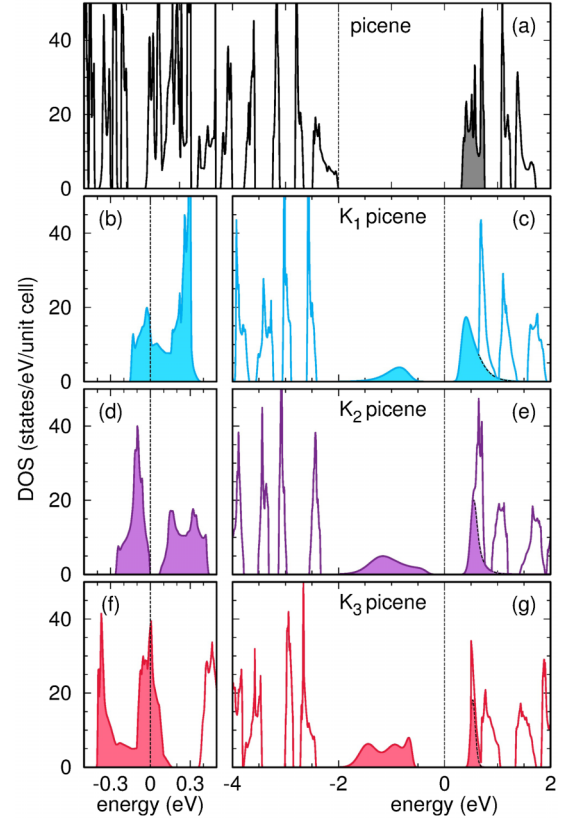 picene (a)
40
20
0
(b) K1 picene (c)
40
20
0
(d) K2 picene (e)
40
20
0
(f) K3 picene (g)
40
20
0
DOS (states/eV/unit cell)
-0.3 0 0.3 -4 -2 0 2
energy (eV) energy (eV)